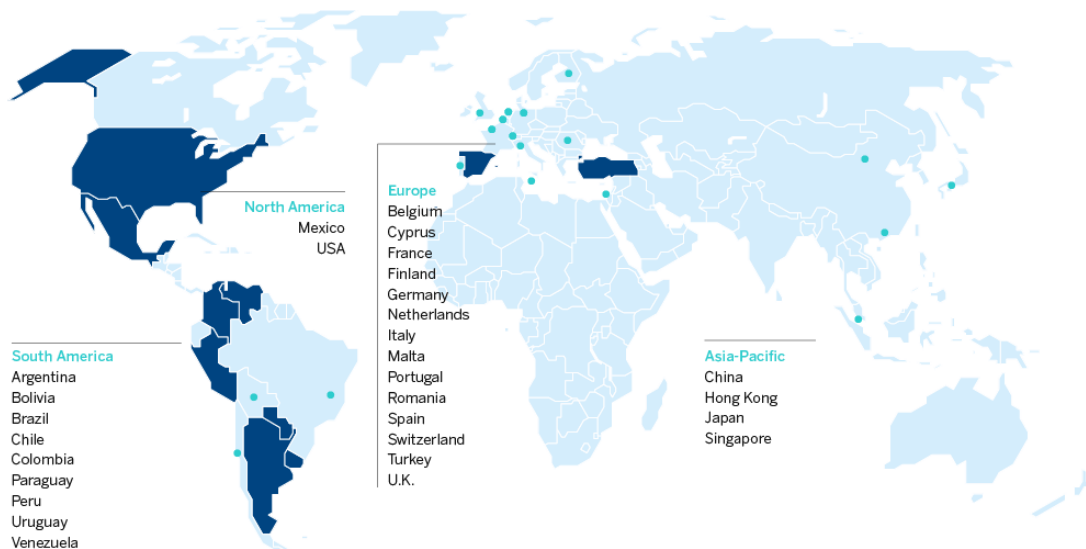 North America
Mexico
USA
South America
Argentina
Bolivia
Brazil
Chile
Colombia
Paraguay
Peru
Uruguay
Venezuela
Europe
Belgium
Cyprus
France
Finland
Germany
Netherlands
Italy
Malta
Portugal
Romania
Spain
Switzerland
Turkey
U.K.
Asia-Pacific
China
Hong Kong
Japan
Singapore